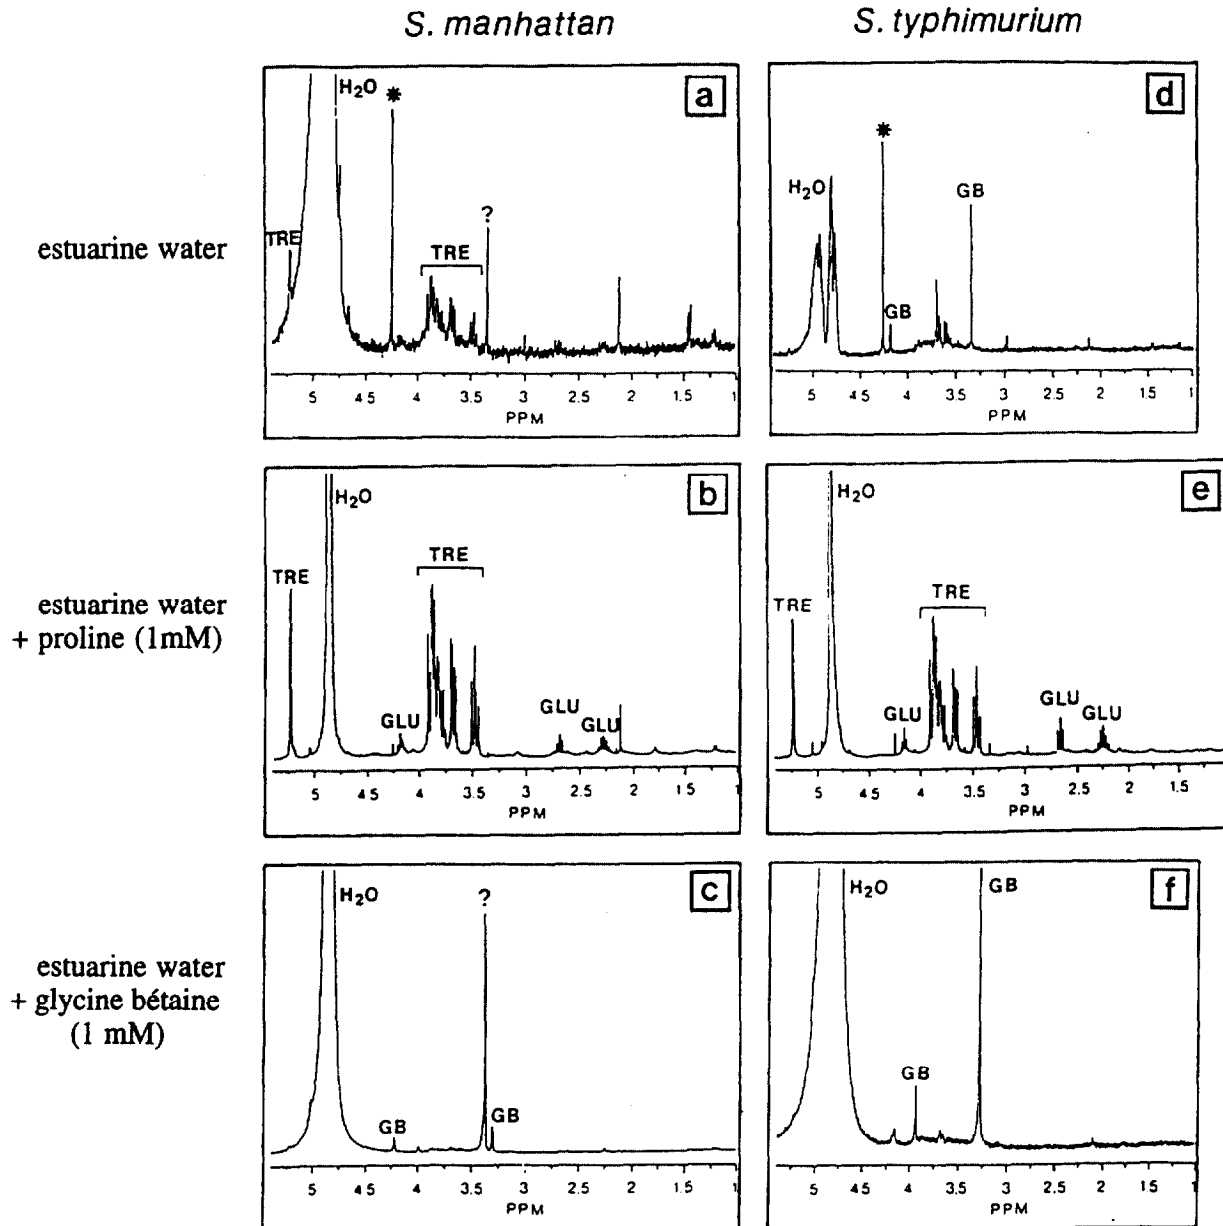 S. manhattan
S. typhimurium
estuarine water
a
H₂O
*
TRE
TRE
?
5 4 5 4 3.5 3 2.5 2 1.5 1
PPM
d
H₂O
*
GB
GB
5 4 5 4 3.5 3 2.5 2 1.5 1
PPM
estuarine water
+ proline (1mM)
b
H₂O
TRE
TRE
GLU
GLU
GLU
5 4 5 4 3.5 3 2.5 2 1.5 1
PPM
e
H₂O
TRE
TRE
GLU
GLU
GLU
5 4 5 4 3.5 3 2.5 2 1.5 1
PPM
estuarine water
+ glycine bétaine
(1 mM)
c
H₂O
?
GB
GB
5 4 5 4 3.5 3 2.5 2 1.5 1
PPM
f
H₂O
GB
GB
5 4 5 4 3.5 3 2.5 2 1.5 1
PPM